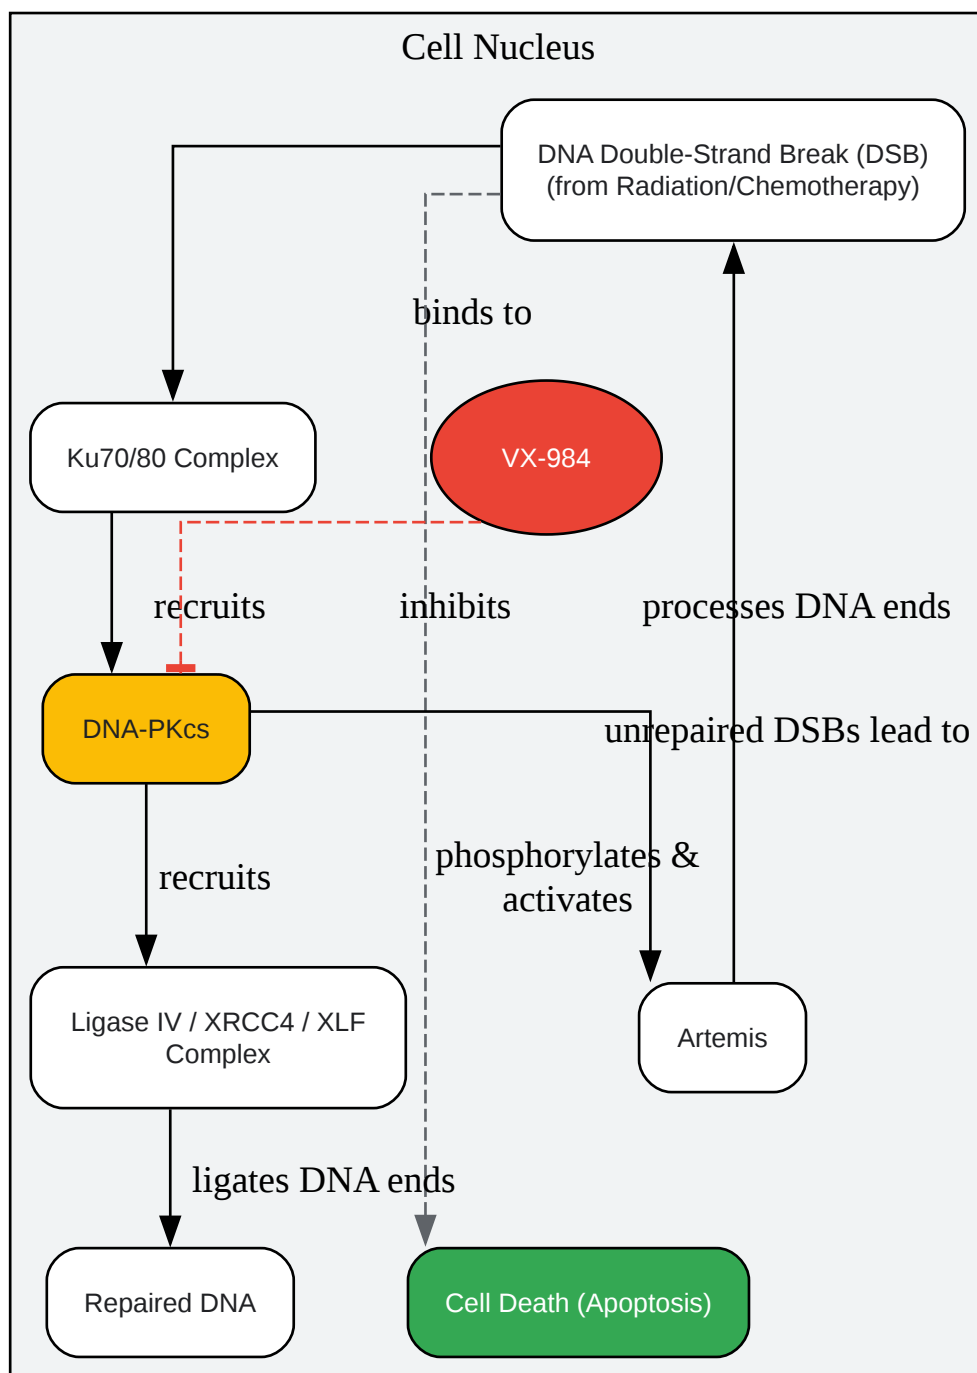 Cell Nucleus
DNA Double-Strand Break (DSB)
(from Radiation/Chemotherapy)
binds to
Ku70/80 Complex
VX-984
recruits
inhibits
processes DNA ends
DNA-PKcs
unrepaired DSBs lead to
recruits
phosphorylates &
activates
Ligase IV / XRCC4 / XLF
Complex
Artemis
ligates DNA ends
Repaired DNA
Cell Death (Apoptosis)